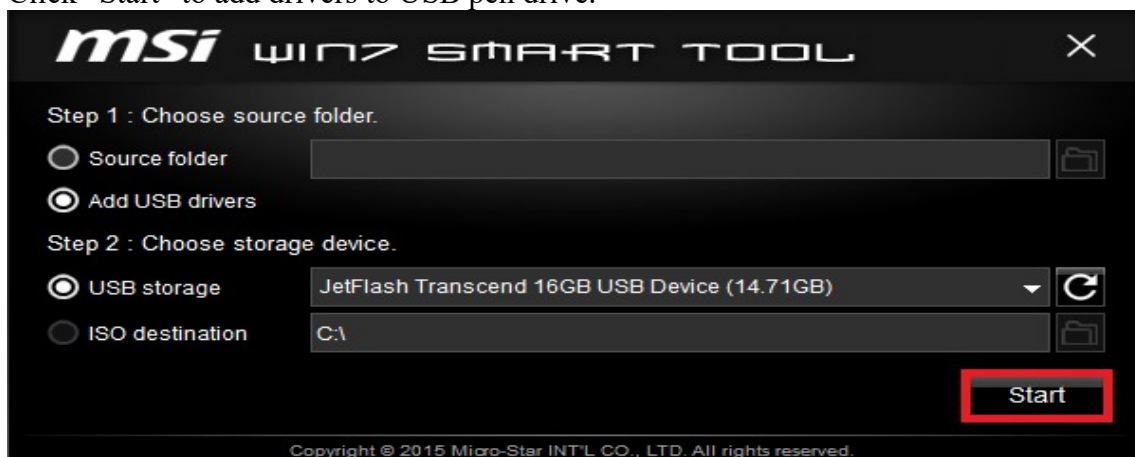 Click "Start" to add drivers to USB pen drive.
msi WIN7 SMART TOOL
Step 1 : Choose source folder.
Source folder
Add USB drivers
Step 2 : Choose storage device.
USB storage JetFlash Transcend 16GB USB Device (14.71GB)
ISO destination C:\
Start
Copyright © 2015 Micro-Star INT'L CO., LTD. All rights reserved.